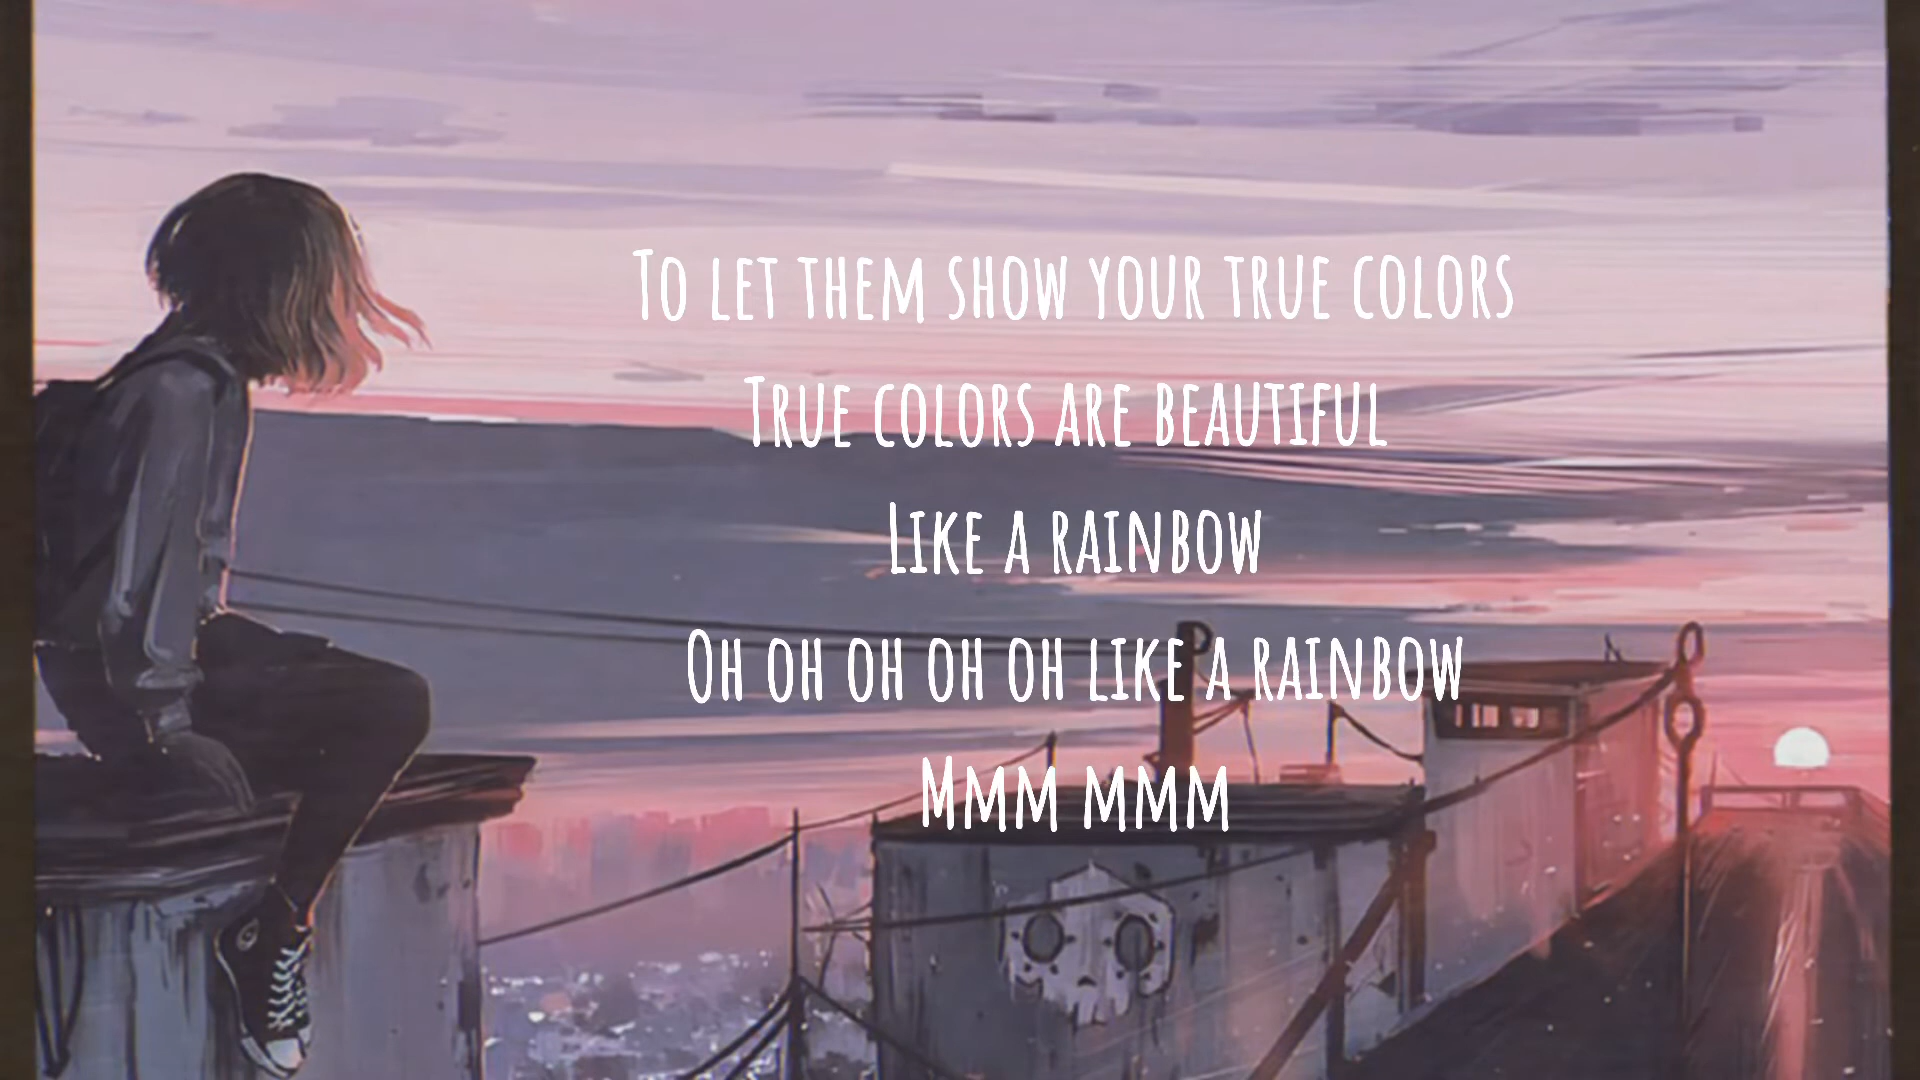 To let them show your true colors
True colors are beautiful
Like a rainbow
Oh oh oh oh oh like a rainbow
Mmm mmm